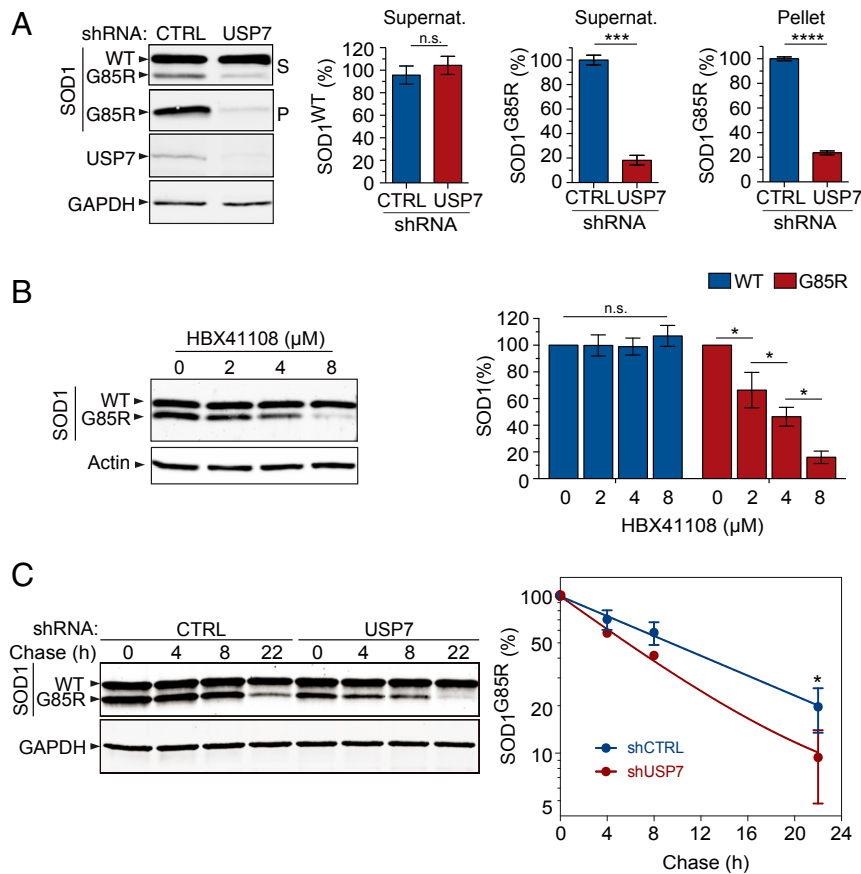 A
shRNA: CTRL USP7
SOD1
WT
G85R
S
G85R
P
USP7
GAPDH
Supernat.
n.s.
SOD1WT (%)
120
100
80
60
40
20
0
CTRL USP7
shRNA
Supernat.
***
SOD1G85R (%)
100
80
60
40
20
0
CTRL USP7
shRNA
Pellet
****
SOD1G85R (%)
100
80
60
40
20
0
CTRL USP7
shRNA
B
HBX41108 (µM)
0 2 4 8
SOD1
WT
G85R
Actin
WT G85R
n.s.
* * *
SOD1(%)
120
100
80
60
40
20
0 2 4 8 0 2 4 8
HBX41108 (µM)
C
shRNA: CTRL USP7
Chase (h) 0 4 8 22 0 4 8 22
SOD1
WT
G85R
GAPDH
SOD1G85R (%)
100
50
20
10
5
*
shCTRL
shUSP7
0 4 8 12 16 20 24
Chase (h)